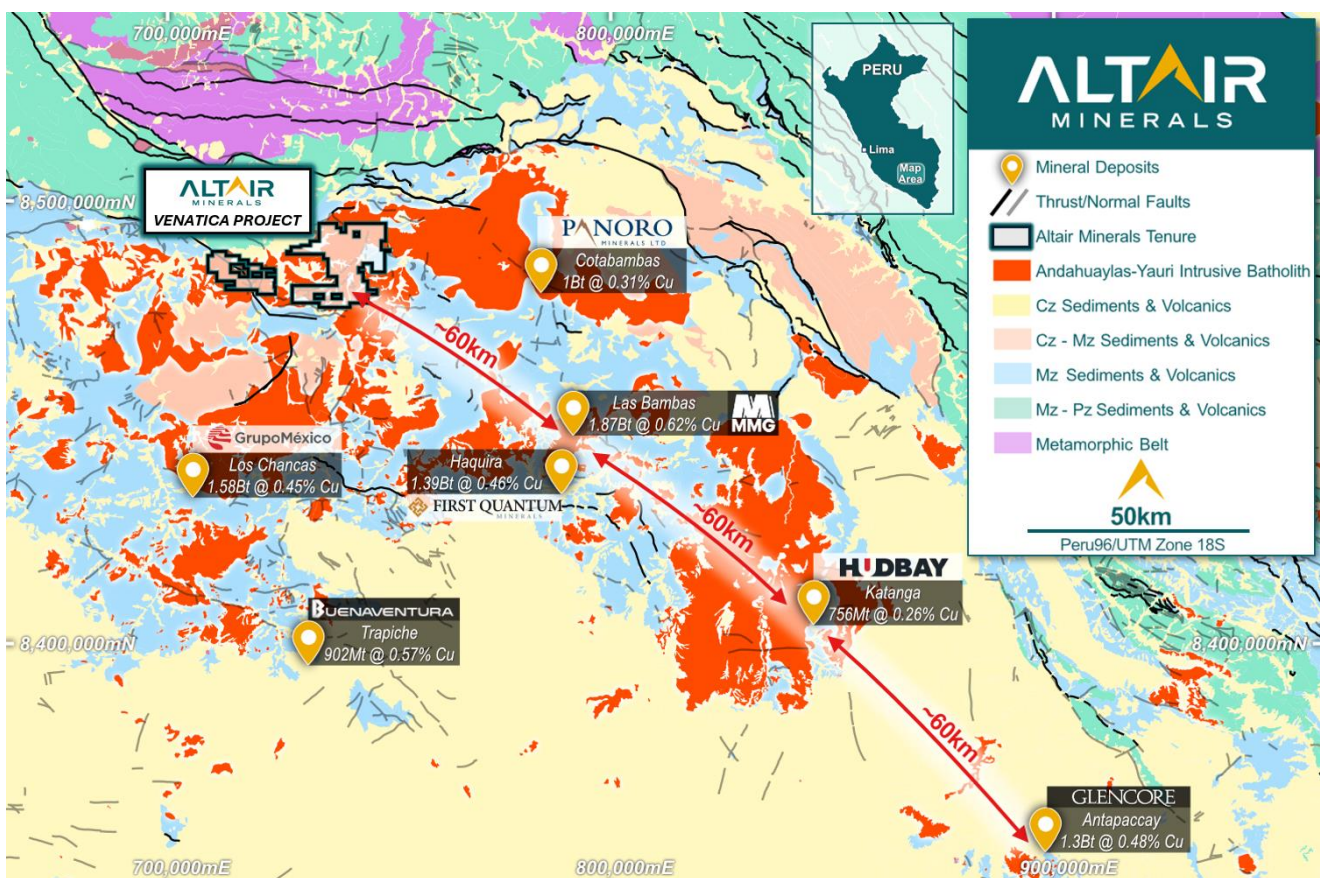 700,000mE
800,000mE
ALTAIR
MINERALS
VENATICA PROJECT
8,500,000mN
PERU
Lima
Map
Area
ALTAIR
MINERALS
Mineral Deposits
Thrust/Normal Faults
Altair Minerals Tenure
Andahuaylas-Yauri Intrusive Batholith
Cz Sediments & Volcanics
Cz - Mz Sediments & Volcanics
Mz Sediments & Volcanics
Mz - Pz Sediments & Volcanics
Metamorphic Belt
50km
Peru96/UTM Zone 18S
PANORO
MINERALS LTD
Cotabambas
1Bt @ 0.31% Cu
~60km
Las Bambas
1.87Bt @ 0.62% Cu
MMG
GrupoMéxico
Los Chancas
1.58Bt @ 0.45% Cu
Haquira
1.39Bt @ 0.46% Cu
FIRST QUANTUM
MINERALS
~60km
HUDBAY
Katanga
756Mt @ 0.26% Cu
BUENAVENTURA
Trapiche
902Mt @ 0.57% Cu
8,400,000mN
8,400,000mN
~60km
GLENCORE
Antapaccay
1.3Bt @ 0.48% Cu
700,000mE
800,000mE
900,000mE